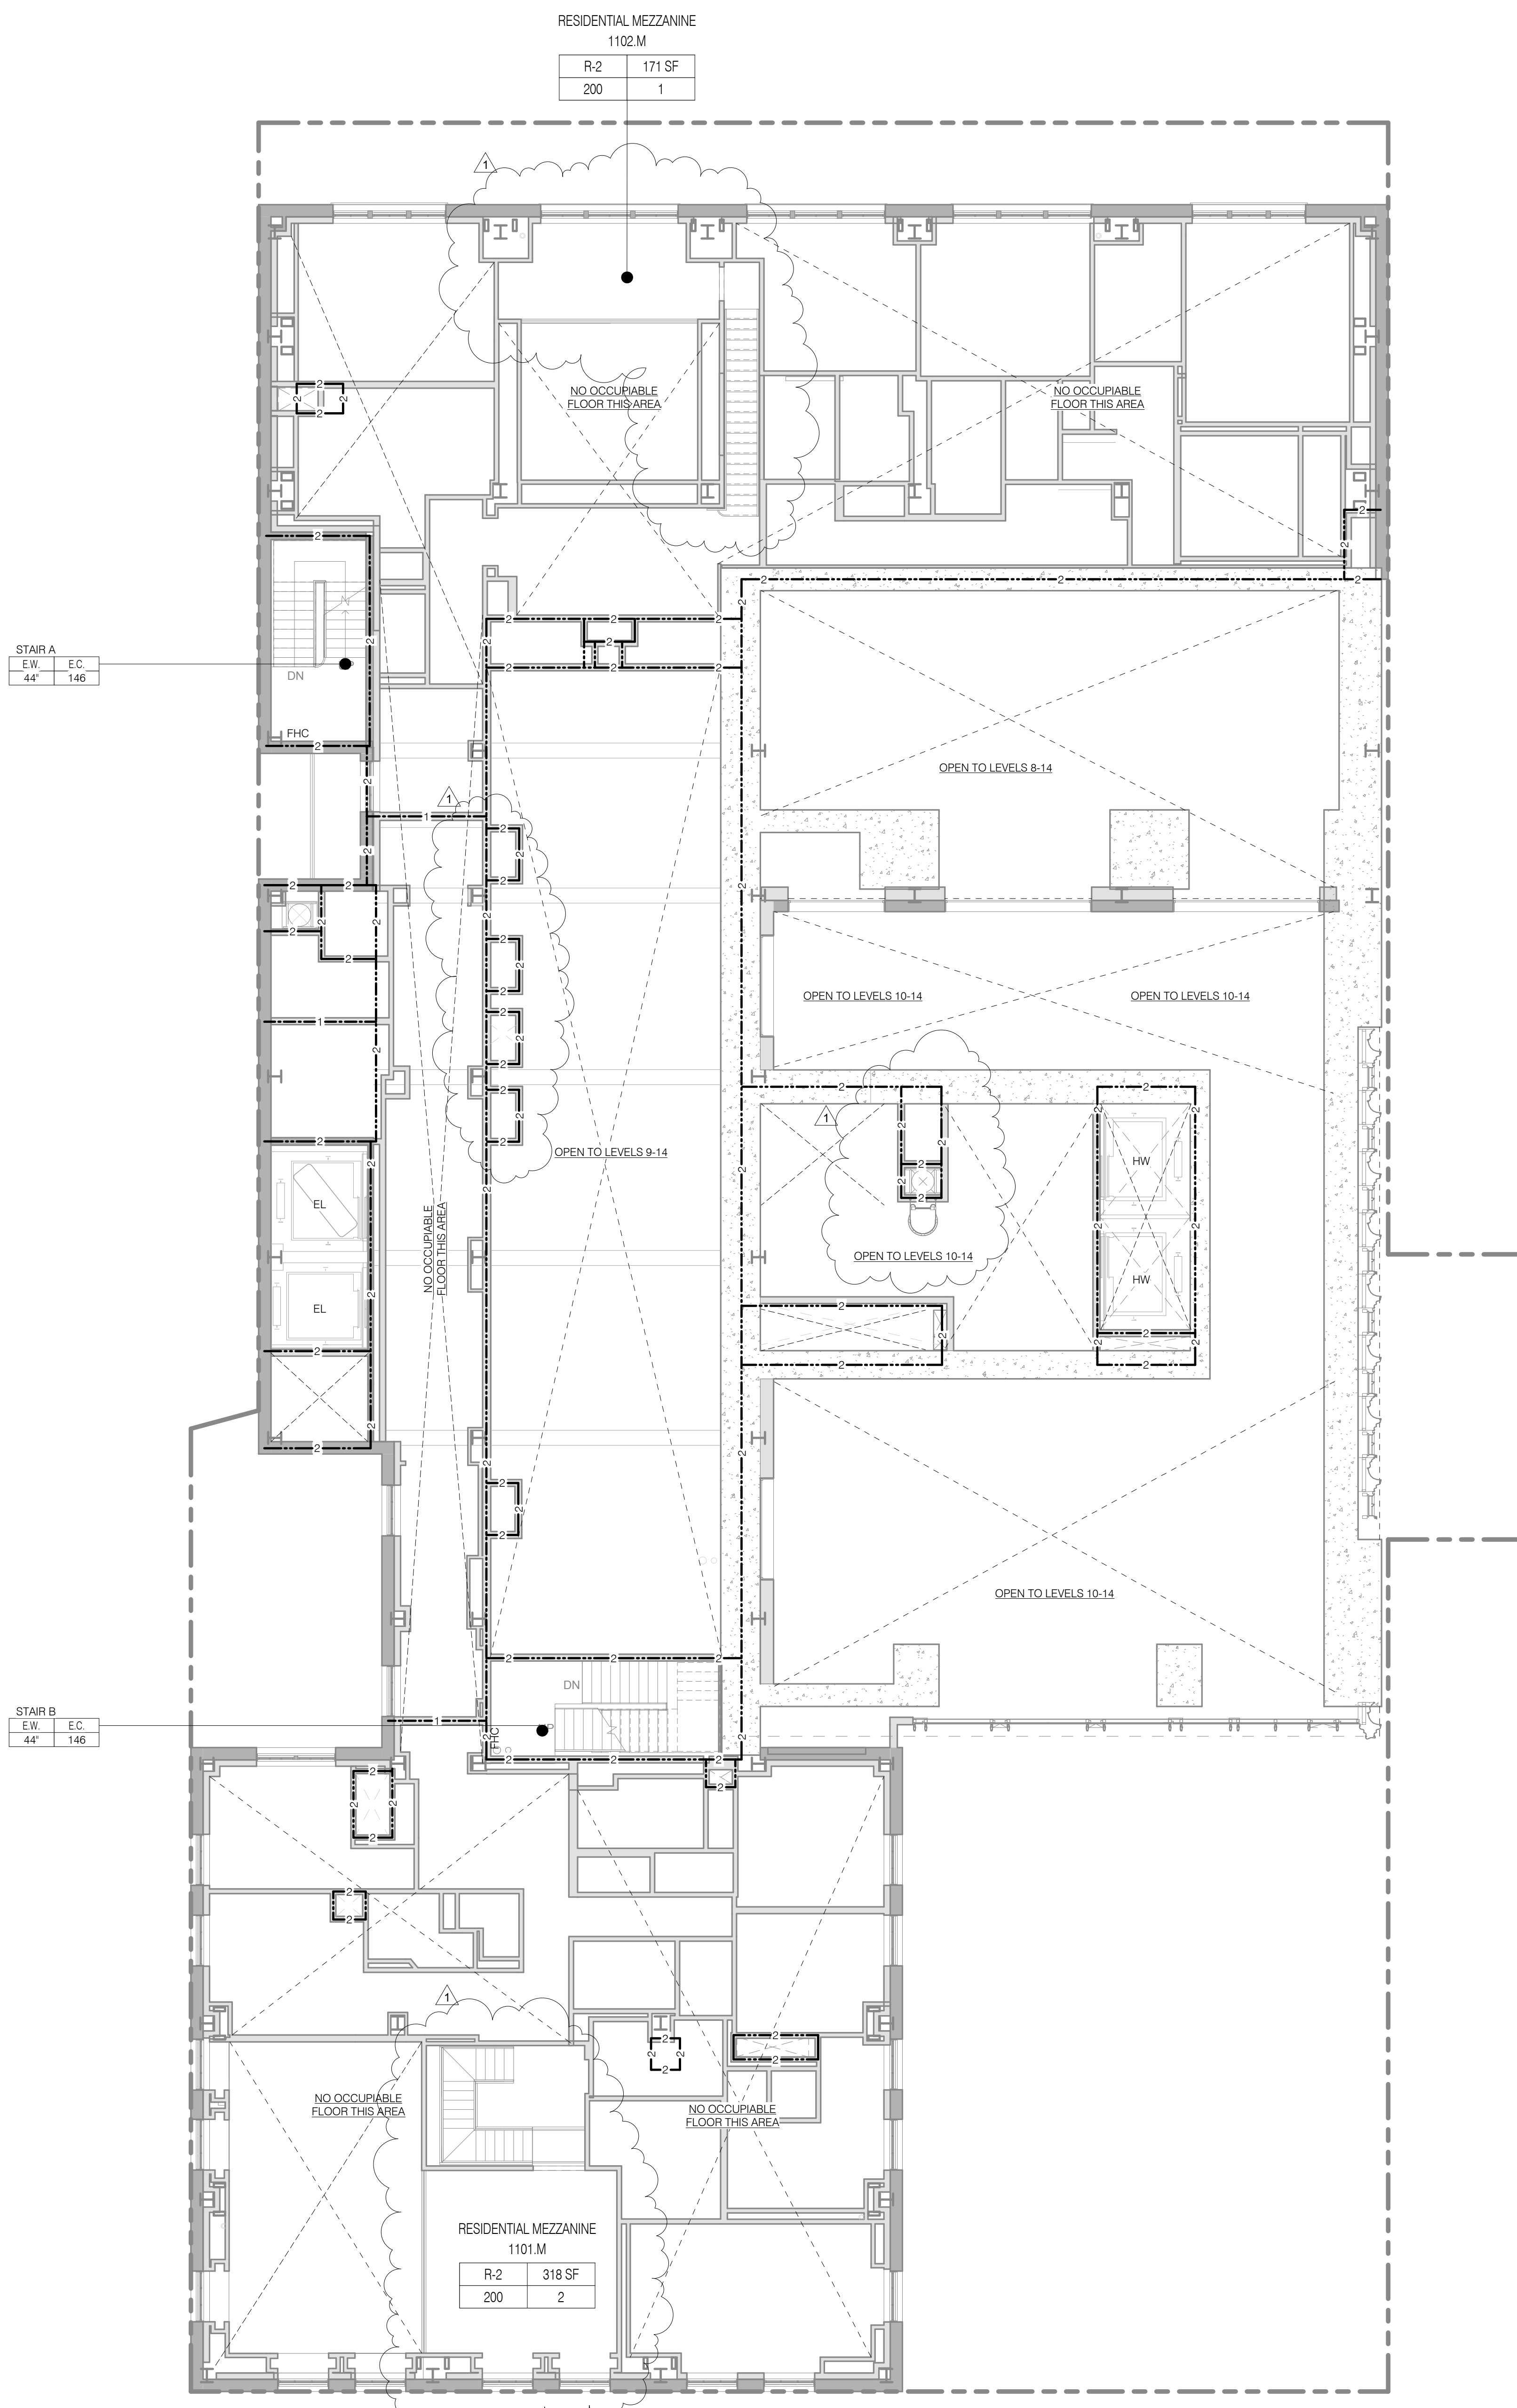 RESIDENTIAL MEZZANINE
1102.M
R-2 171 SF
200 1
1
NO OCCUPIABLE
FLOOR THIS AREA
NO OCCUPIABLE
FLOOR THIS AREA
STAIR A
E.W. E.C.
44" 146
DN
FHC
OPEN TO LEVELS 8-14
1
OPEN TO LEVELS 10-14
OPEN TO LEVELS 10-14
1
OPEN TO LEVELS 9-14
HW
HW
EL
EL
NO OCCUPIABLE
FLOOR THIS AREA
OPEN TO LEVELS 10-14
OPEN TO LEVELS 10-14
STAIR B
E.W. E.C.
44" 146
DN
FHC
1
NO OCCUPIABLE
FLOOR THIS AREA
NO OCCUPIABLE
FLOOR THIS AREA
RESIDENTIAL MEZZANINE
1101.M
R-2 318 SF
200 2